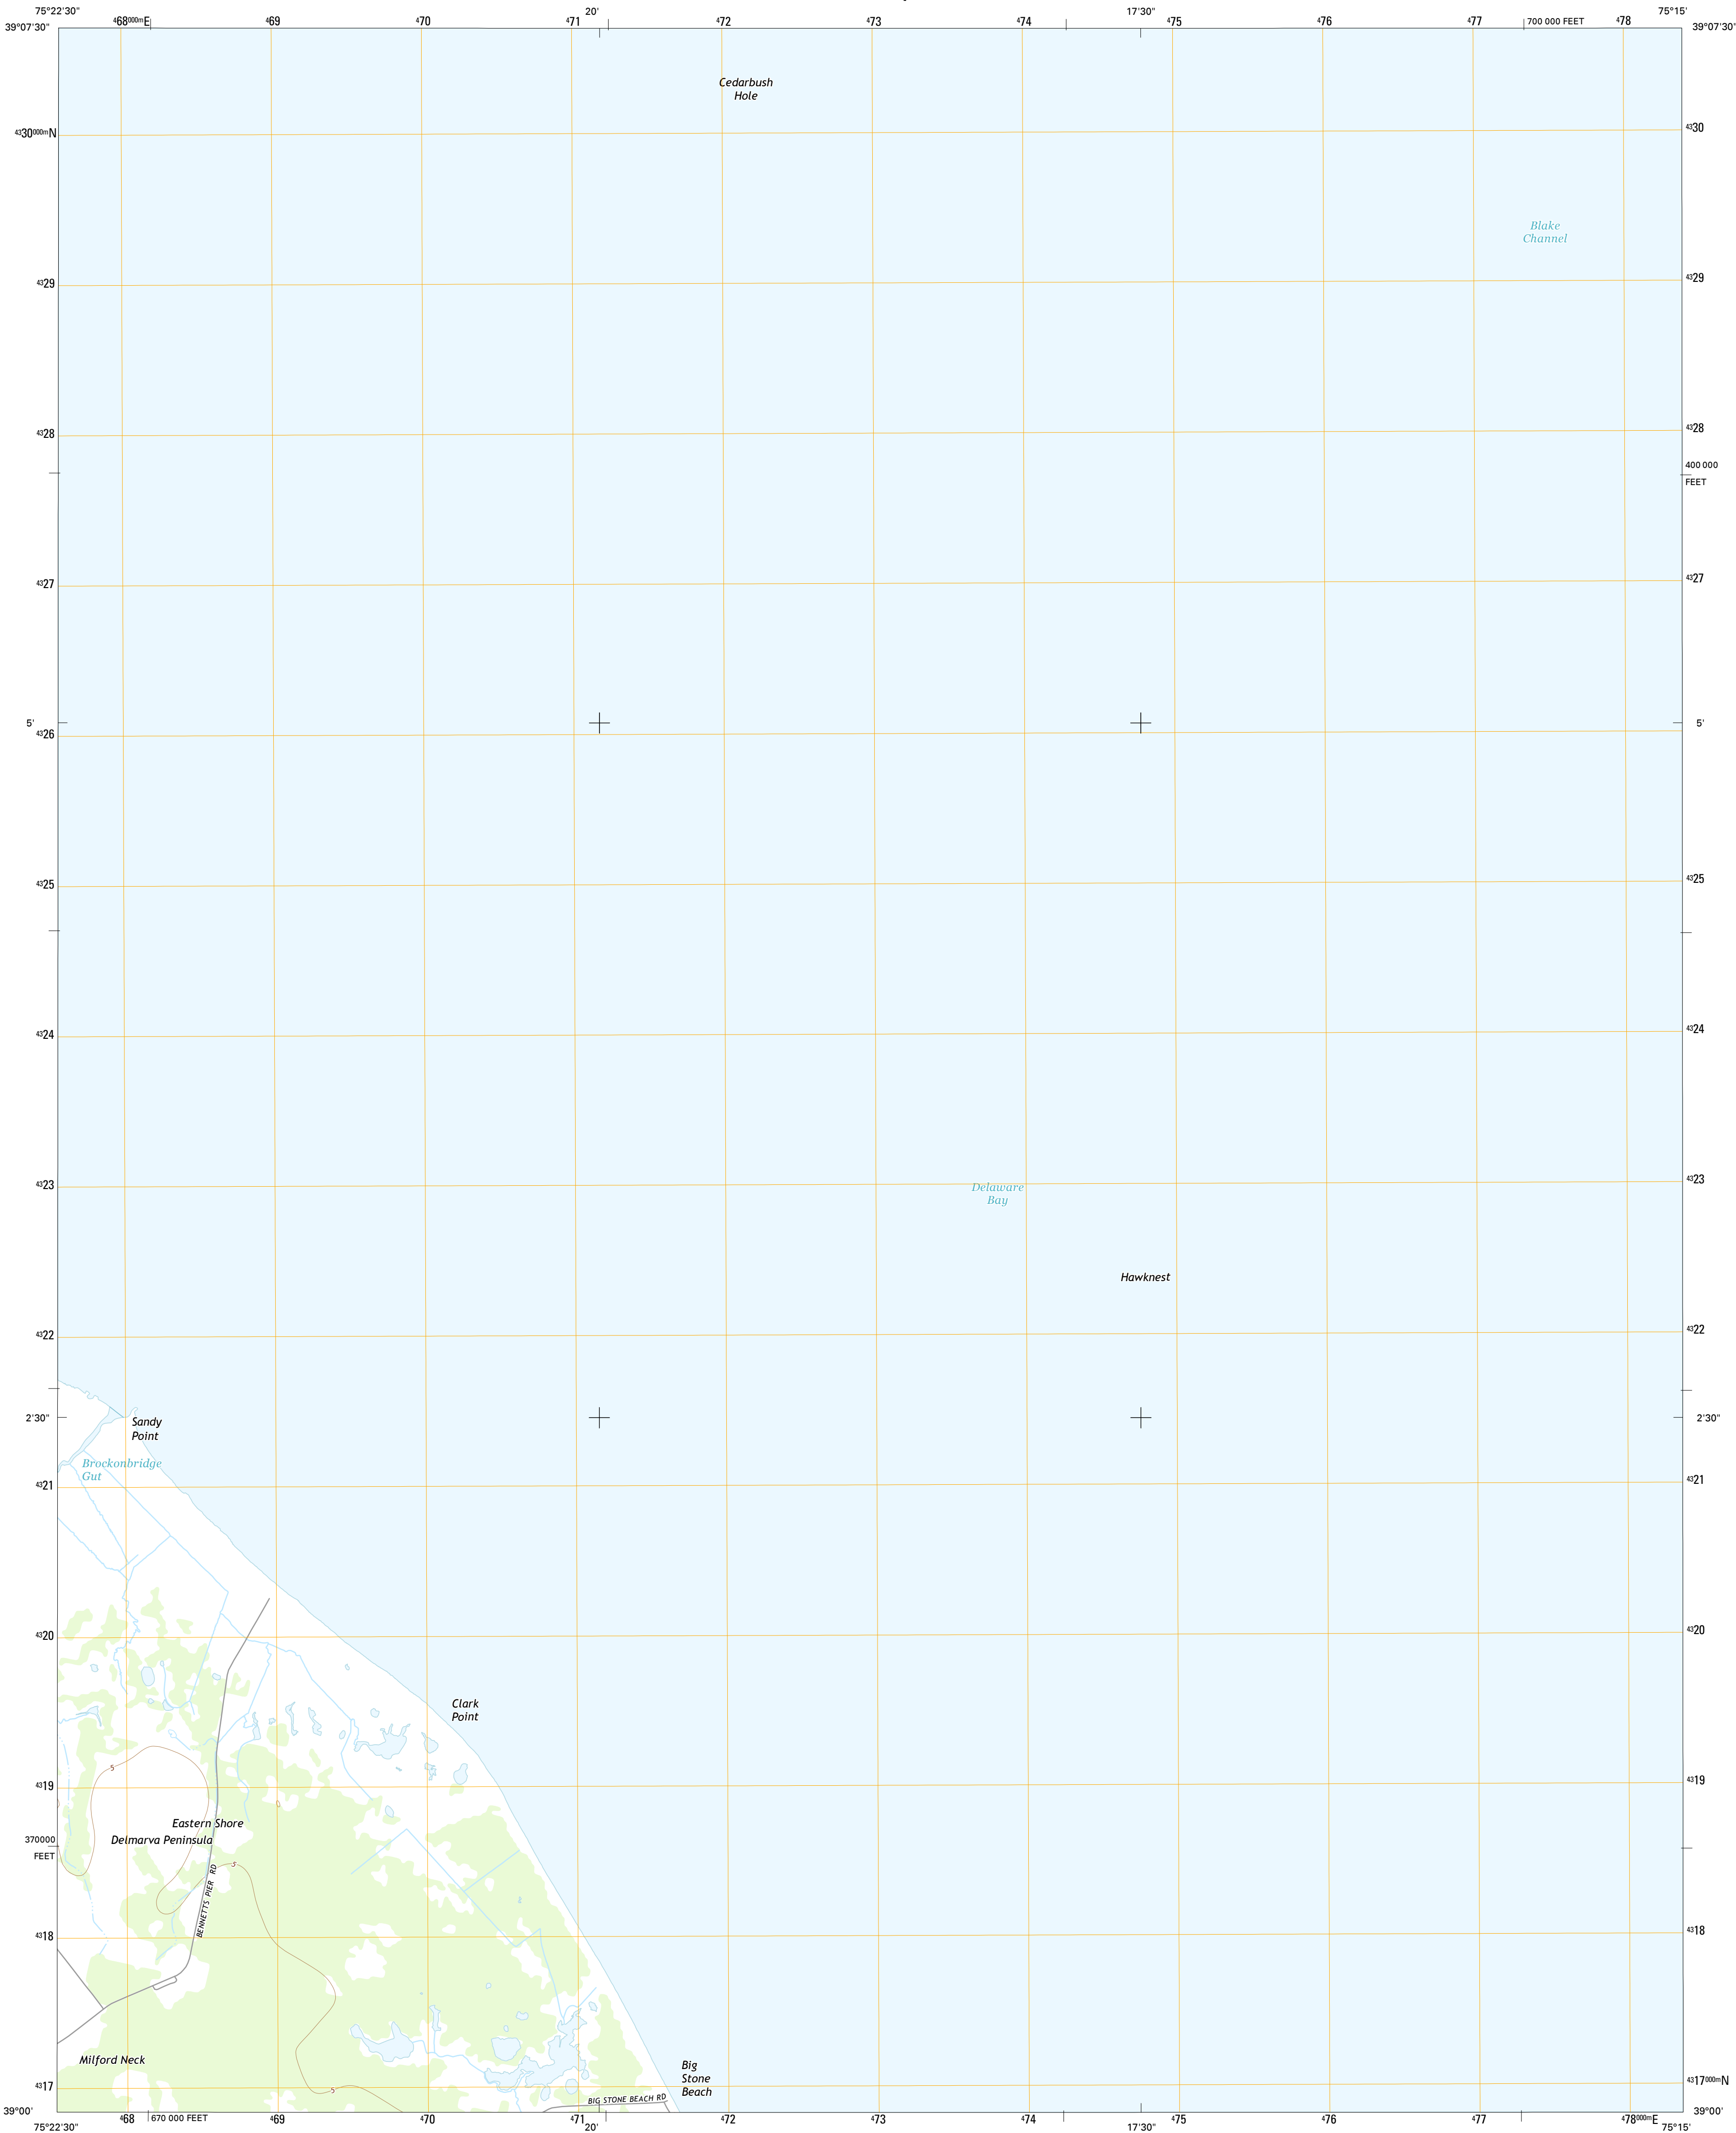 75°22'30"
20'
17'30"
75°15'
468000mE
469
470
471
472
473
474
475
476
477
700 000 FEET
478
39°07'30"
39°07'30"
Cedarbush
Hole
4330000mN
4330
Blake
Channel
4329
4329
4328
4328
400 000
FEET
4327
4327
5'
5'
4326
4326
4325
4325
4324
4324
4323
4323
Delaware
Bay
Hawknest
4322
4322
2'30"
2'30"
Sandy
Point
Brockonbridge
Gut
4321
4321
4320
4320
Clark
Point
5
4319
4319
Eastern Shore
Delmarva Peninsula
370000
FEET
5
BENNETTS PIER RD
4318
4318
Milford Neck
Big
Stone
Beach
4317
4317000mN
5
BIG STONE BEACH RD
39°00'
39°00'
468
670 000 FEET
469
470
471
472
473
474
475
476
477
478000mE
75°22'30"
20'
17'30"
75°15'